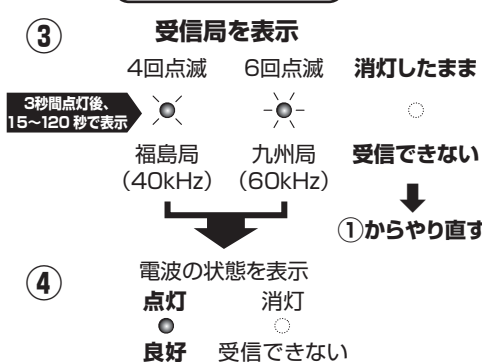 ③ 受信局を表示
4回点滅 6回点滅 消灯したまま
3秒間点灯後、
15～120 秒で表示
福島局 九州局 受信できない
（40kHz） （60kHz）
①からやり直す
④ 電波の状態を表示
点灯 消灯
良好 受信できない